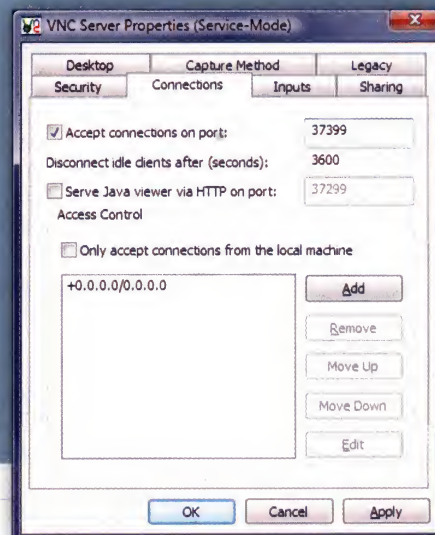 VNC Server Properties (Service-Mode)
Desktop Capture Method Legacy
Security Connections Inputs Sharing
Accept connections on port: 37399
Disconnect idle clients after (seconds): 3600
Serve Java viewer via HTTP on port: 37299
Access Control
Only accept connections from the local machine
+0.0.0.0/0.0.0.0
Add
Remove
Move Up
Move Down
Edit
OK Cancel Apply